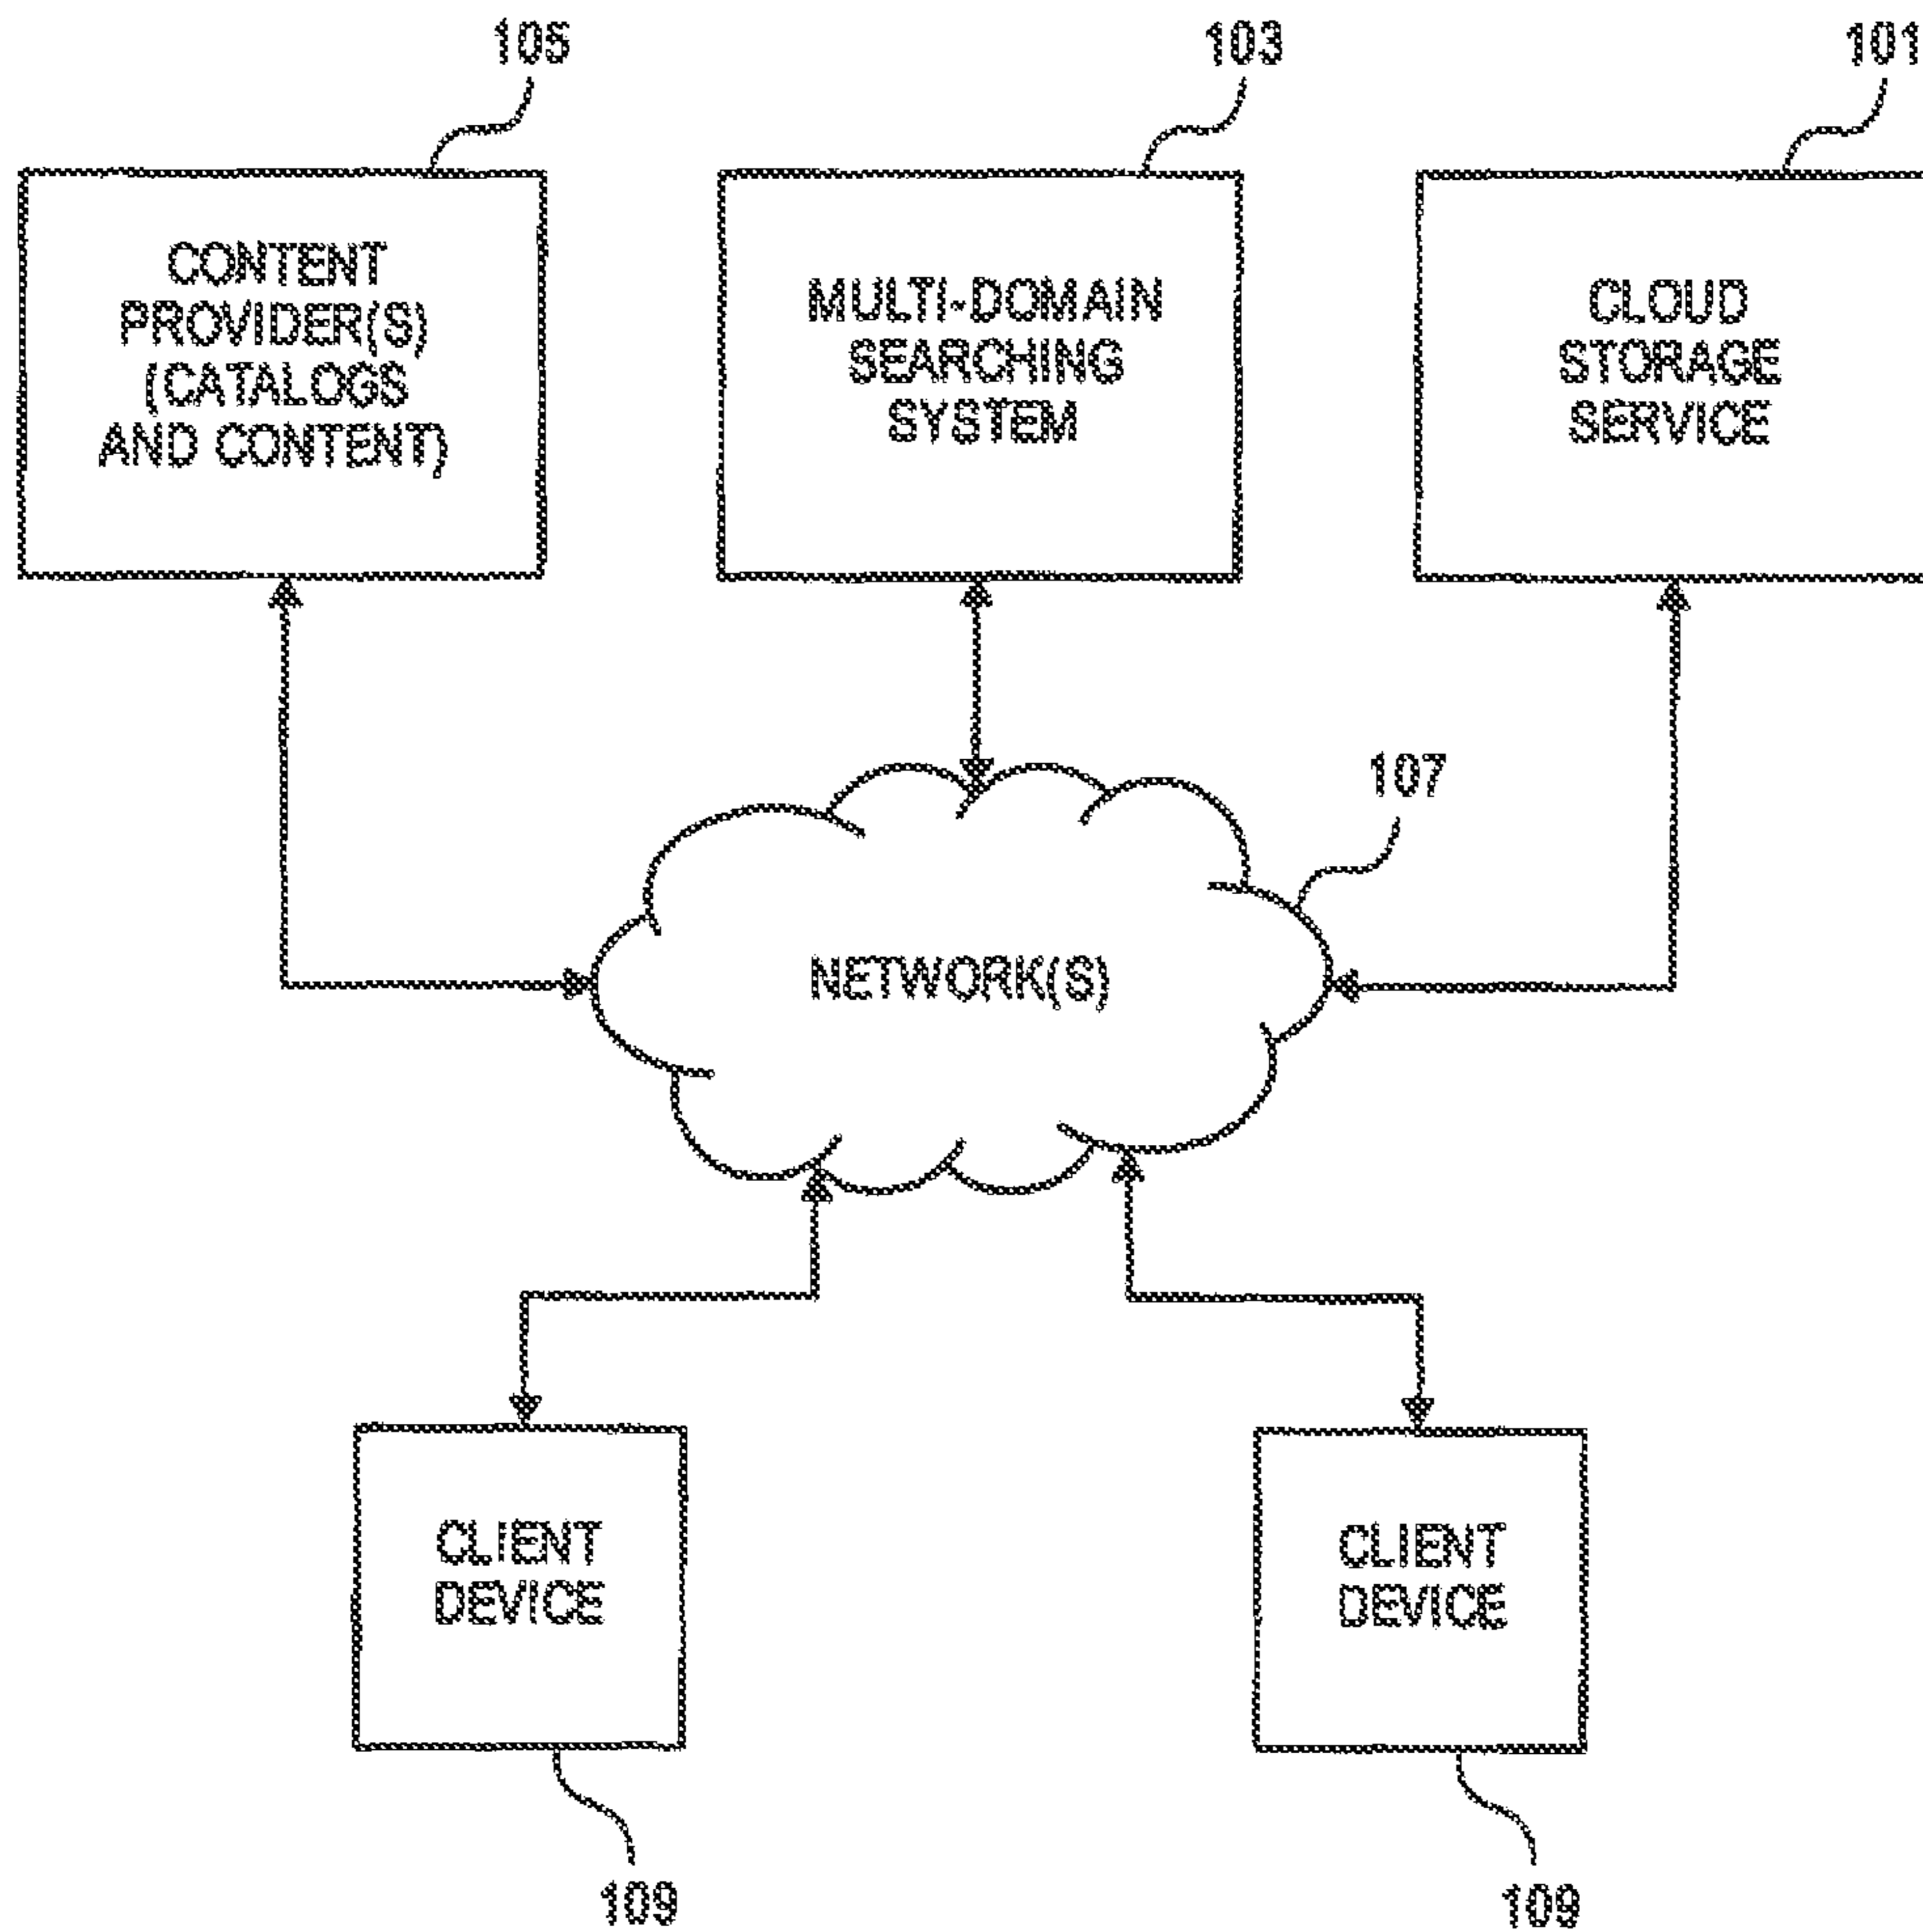 105
103
101
CONTENT
PROVIDER(S)
(CATALOGS
AND CONTENT)
MULTI-DOMAIN
SEARCHING
SYSTEM
CLOUD
STORAGE
SERVICE
107
NETWORK(S)
CLIENT
DEVICE
CLIENT
DEVICE
109
109